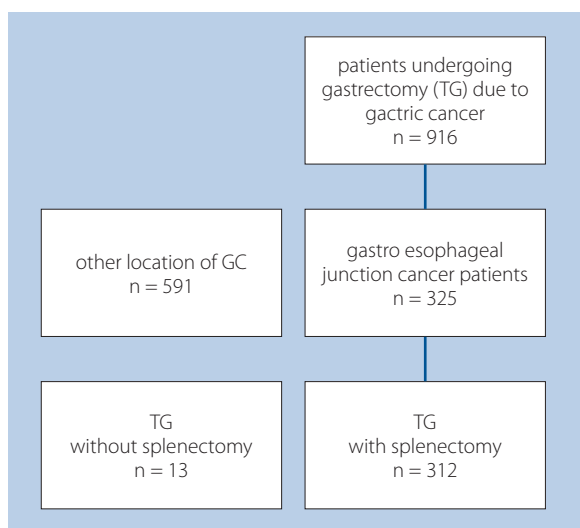 patients undergoing
gastrectomy (TG) due to
gactric cancer
n = 916
other location of GC
n = 591
gastro esophageal
junction cancer patients
n = 325
TG
without splenectomy
n = 13
TG
with splenectomy
n = 312